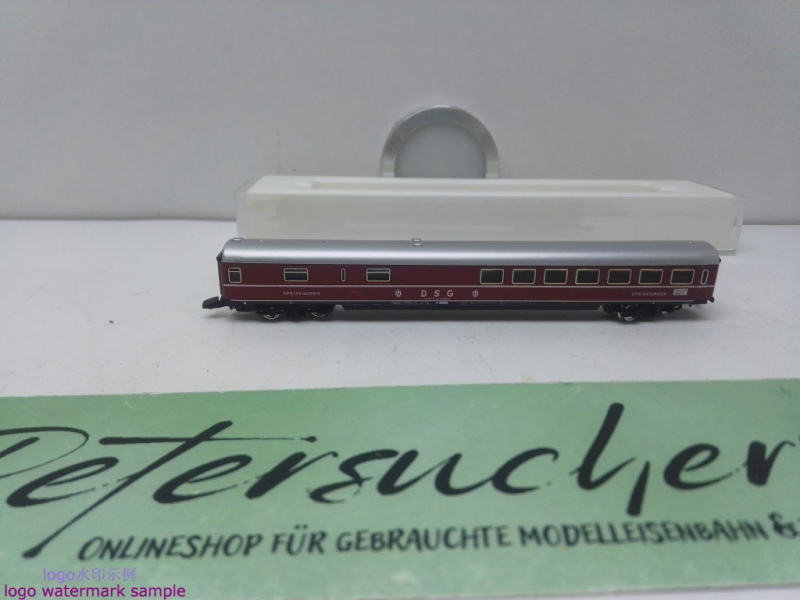 SPEISEWAGEN DSG SPEISEWAGEN
Petersucher
ONLINESHOP FÜR GEBRAUCHTE MODELLEISENBAHN &
logo水印示例
logo watermark sample